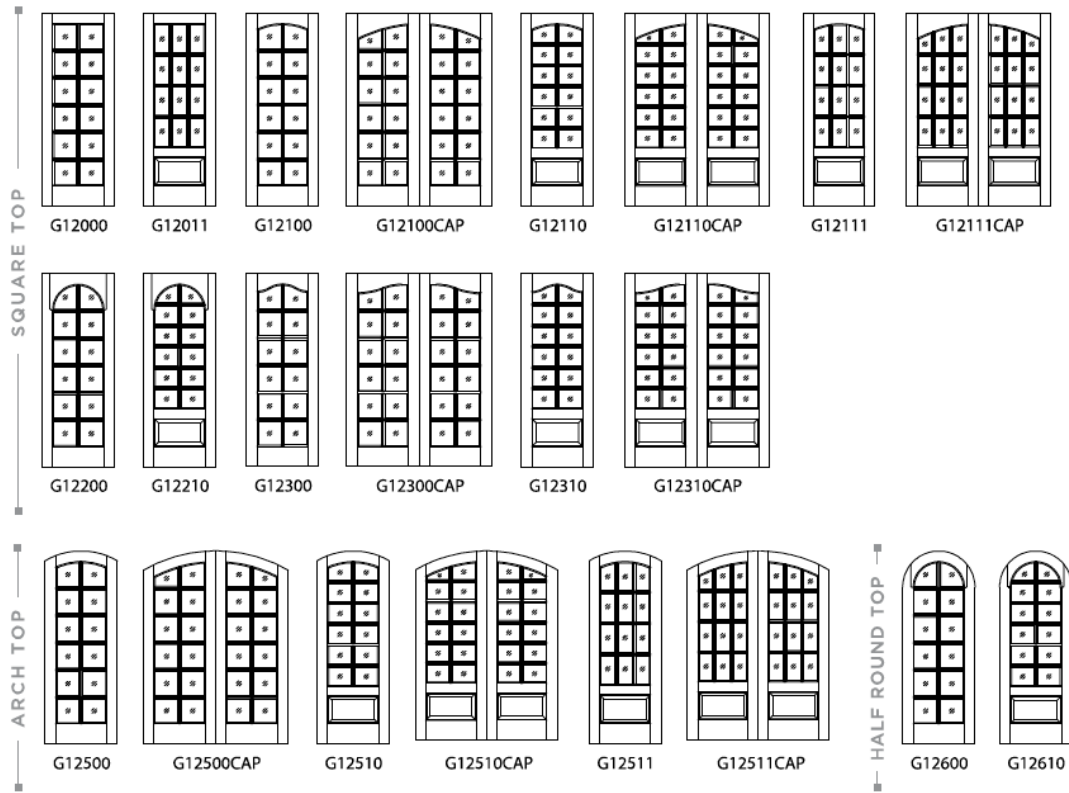 SQUARE TOP
G12000 G12011 G12100 G12100CAP G12110 G12110CAP G12111 G12111CAP
G12200 G12210 G12300 G12300CAP G12310 G12310CAP
ARCH TOP
G12500 G12500CAP G12510 G12510CAP G12511 G12511CAP
HALF ROUND TOP
G12600 G12610